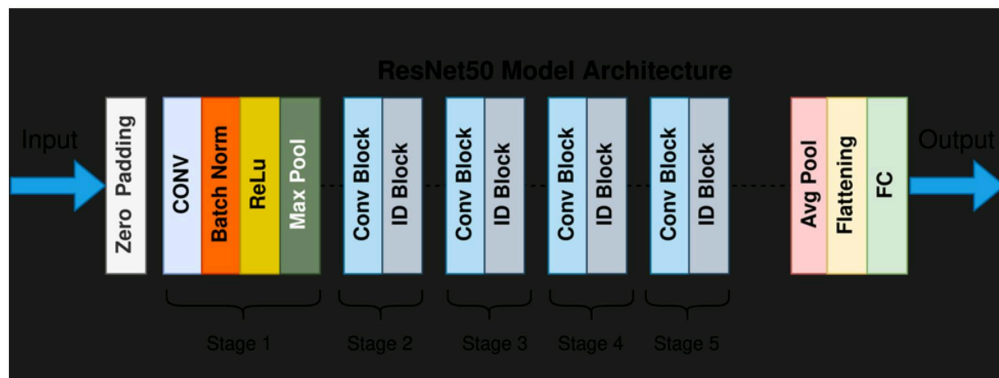 ResNet50 Model Architecture
Input
Zero Padding
CONV
Batch Norm
ReLu
Max Pool
Conv Block
ID Block
Conv Block
ID Block
Conv Block
ID Block
Conv Block
ID Block
Avg Pool
Flattening
FC
Output
Stage 1
Stage 2
Stage 3
Stage 4
Stage 5